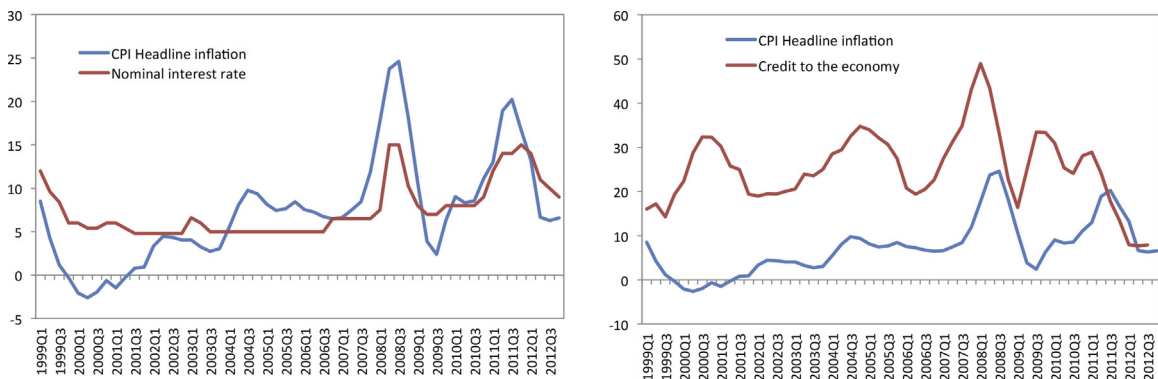 30
25
20
15
10
5
0
-5
CPI Headline inflation
Nominal interest rate
1999Q1
1999Q3
2000Q1
2000Q3
2001Q1
2001Q3
2002Q1
2002Q3
2003Q1
2003Q3
2004Q1
2004Q3
2005Q1
2005Q3
2006Q1
2006Q3
2007Q1
2007Q3
2008Q1
2008Q3
2009Q1
2009Q3
2010Q1
2010Q3
2011Q1
2011Q3
2012Q1
2012Q3
60
50
40
30
20
10
0
-10
CPI Headline inflation
Credit to the economy
1999Q1
1999Q3
2000Q1
2000Q3
2001Q1
2001Q3
2002Q1
2002Q3
2003Q1
2003Q3
2004Q1
2004Q3
2005Q1
2005Q3
2006Q1
2006Q3
2007Q1
2007Q3
2008Q1
2008Q3
2009Q1
2009Q3
2010Q1
2010Q3
2011Q1
2011Q3
2012Q1
2012Q3